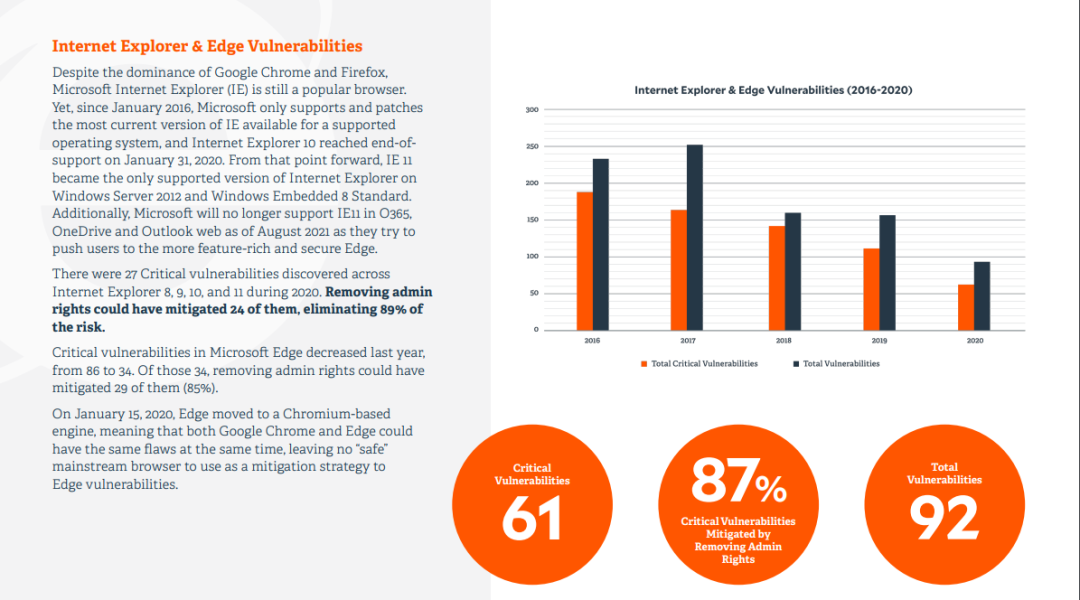 Internet Explorer & Edge Vulnerabilities
Despite the dominance of Google Chrome and Firefox,
Microsoft Internet Explorer (IE) is still a popular browser.
Yet, since January 2016, Microsoft only supports and patches
the most current version of IE available for a supported
operating system, and Internet Explorer 10 reached end-of-
support on January 31, 2020. From that point forward, IE 11
became the only supported version of Internet Explorer on
Windows Server 2012 and Windows Embedded 8 Standard.
Additionally, Microsoft will no longer support IE11 in O365,
OneDrive and Outlook web as of August 2021 as they try to
push users to the more feature-rich and secure Edge.
There were 27 Critical vulnerabilities discovered across
Internet Explorer 8, 9, 10, and 11 during 2020. Removing admin
rights could have mitigated 24 of them, eliminating 89% of
the risk.
Critical vulnerabilities in Microsoft Edge decreased last year,
from 86 to 34. Of those 34, removing admin rights could have
mitigated 29 of them (85%).
On January 15, 2020, Edge moved to a Chromium-based
engine, meaning that both Google Chrome and Edge could
have the same flaws at the same time, leaving no “safe”
mainstream browser to use as a mitigation strategy to
Edge vulnerabilities.
Internet Explorer & Edge Vulnerabilities (2016-2020)
300
250
200
150
100
50
0
2016 2017 2018 2019 2020
Total Critical Vulnerabilities Total Vulnerabilities
Critical
Vulnerabilities
61
87%
Critical Vulnerabilities
Mitigated by
Removing Admin
Rights
Total
Vulnerabilities
92